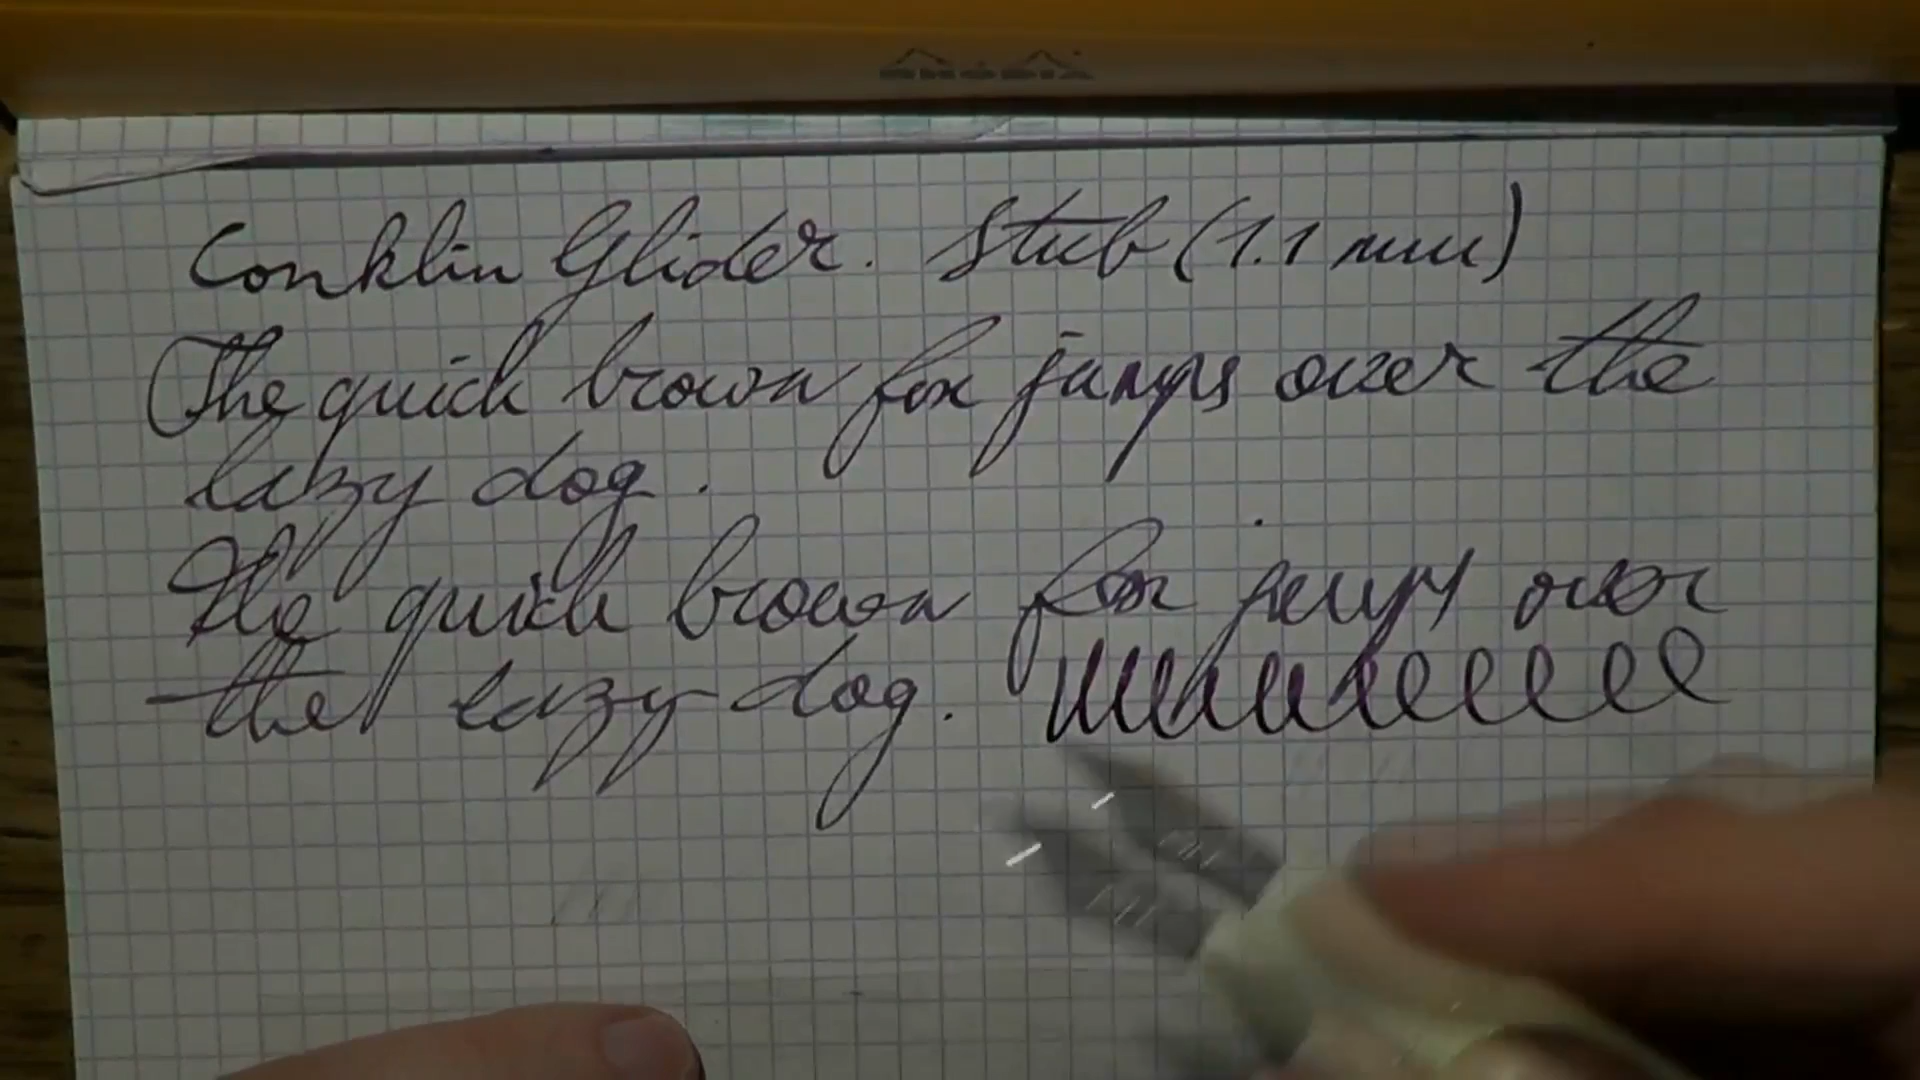 RHODIA
Conklin Glider. Stub (1.1 mm)
The quick brown fox jumps over the
lazy dog.
the quick brown fox jumps over
the lazy dog.